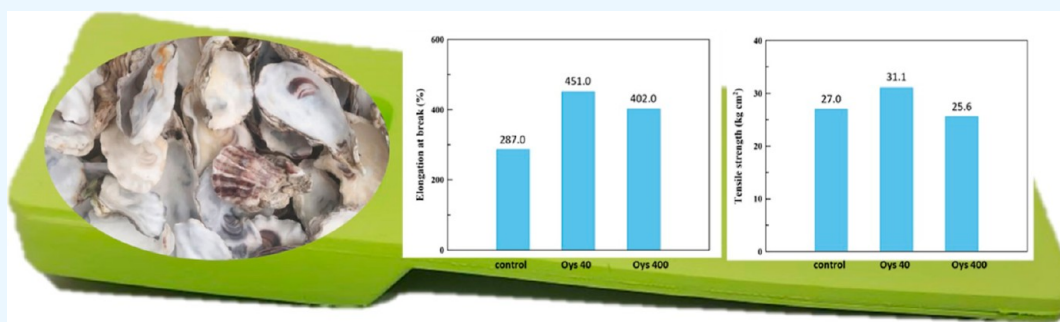 600
400
200
0
Elongation at break (%)
287.0
451.0
402.0
control
Oys 40
Oys 400
40
30
20
10
0
Tensile strength (kg cm²)
27.0
31.1
25.6
control
Oys 40
Oys 400